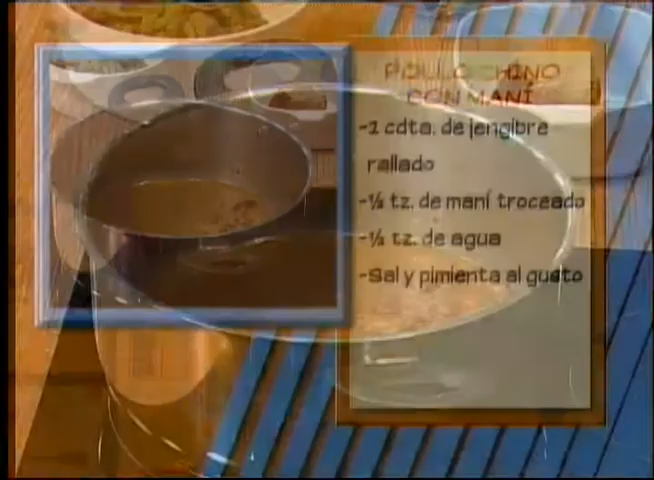 POLLO CHINO
CON MANÍ
-1 cdta. de jengibre
rallado
-½ tz. de maní troceado
-½ tz. de agua
-Sal y pimienta al gusto